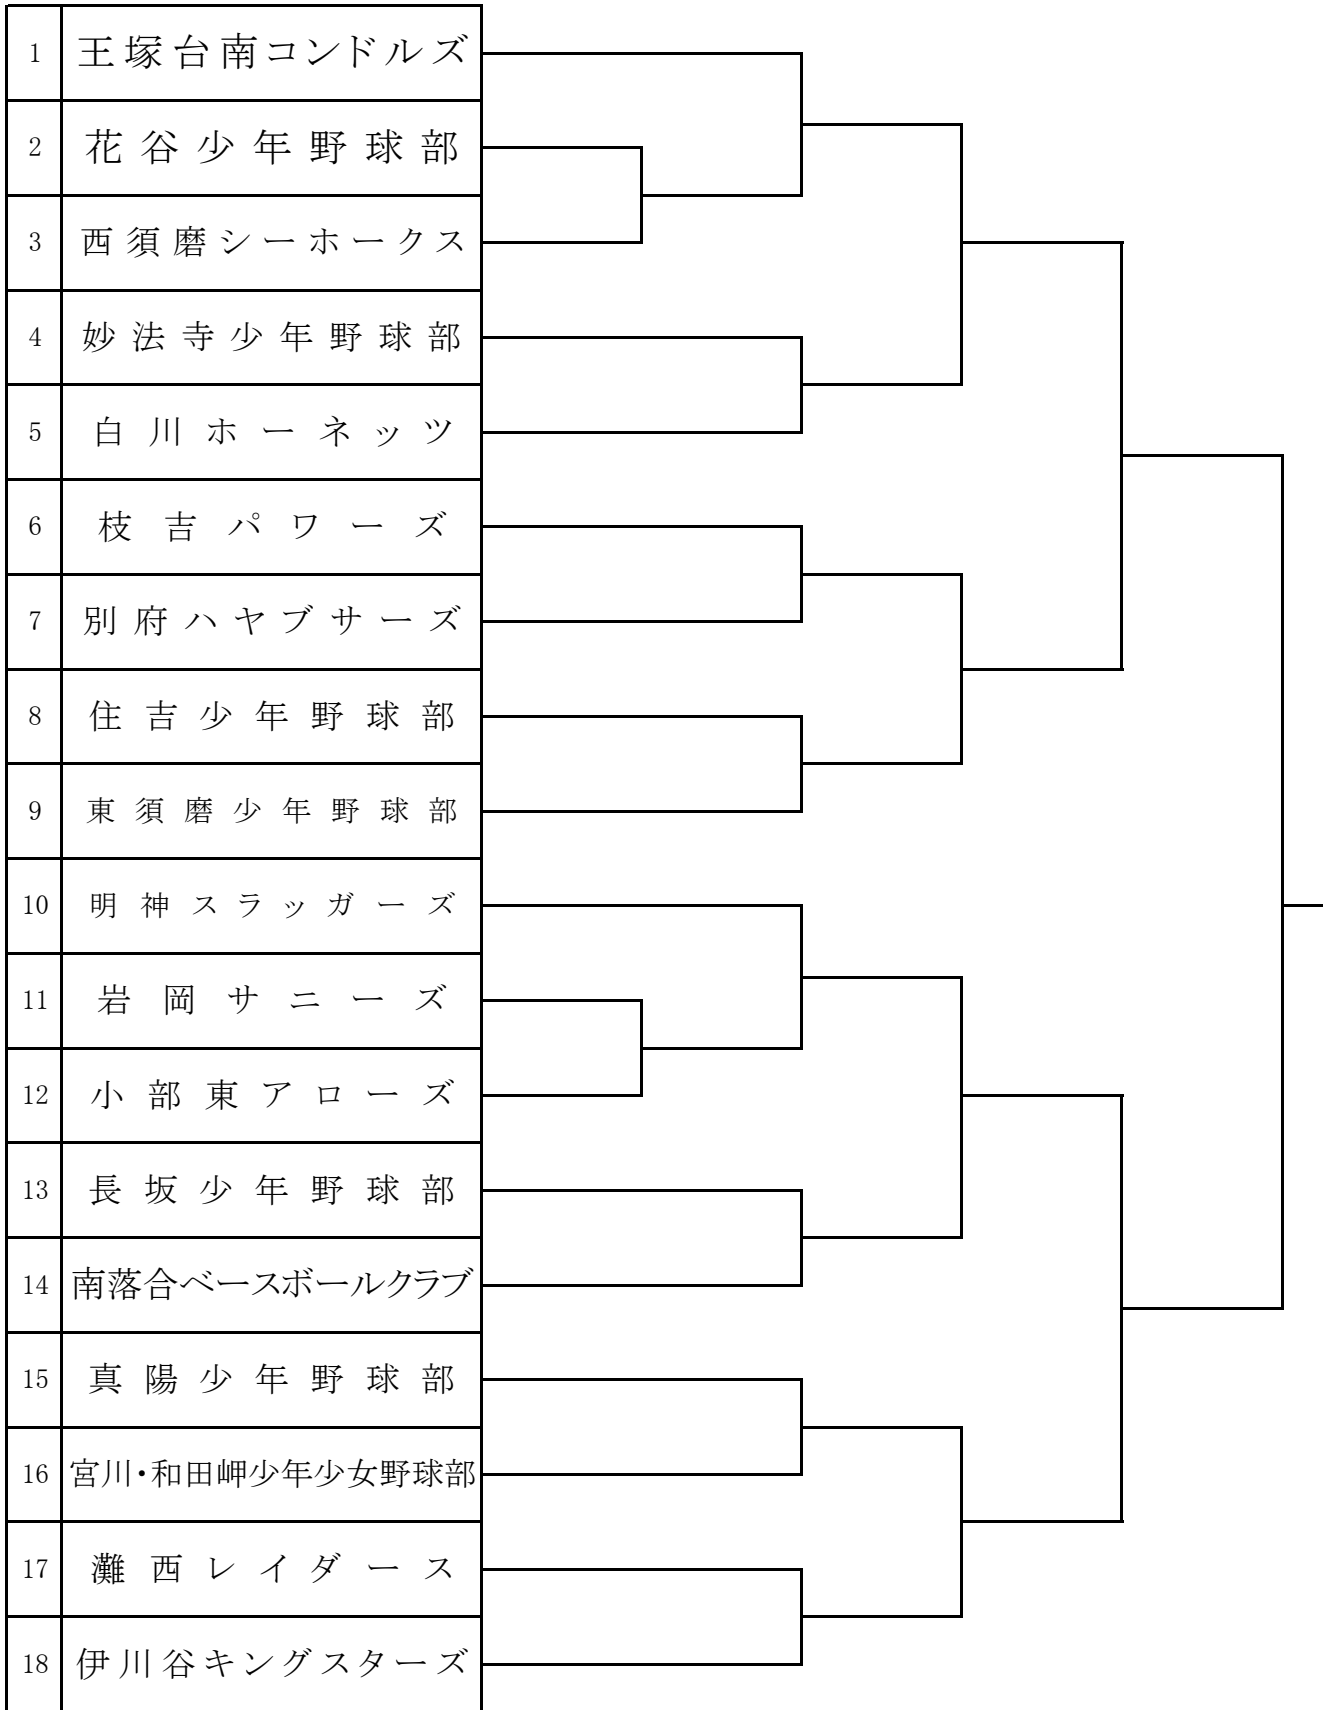 1 王塚台南コンドルズ
2 花谷少年野球部
3 西須磨シーホークス
4 妙法寺少年野球部
5 白川ホーネッツ
6 枝吉パワーズ
7 別府ハヤブサーズ
8 住吉少年野球部
9 東須磨少年野球部
10 明神スラッガーズ
11 岩岡サニーズ
12 小部東アローズ
13 長坂少年野球部
14 南落合ベースボールクラブ
15 真陽少年野球部
16 宮川・和田岬少年少女野球部
17 灘西レイダース
18 伊川谷キングスターズ